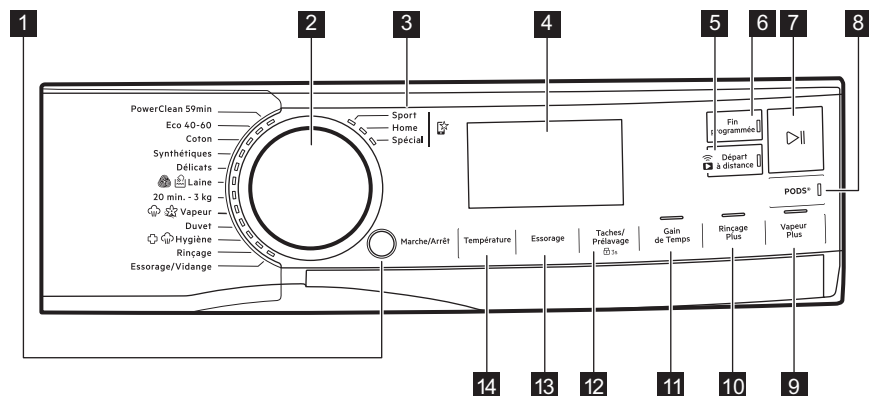 1
2
3
4
5
6
7
8
PowerClean 59min
Eco 40-60
Coton
Synthétiques
Délicats
Laine
20 min. - 3 kg
Vapeur
Duvet
Hygiène
Rinçage
Essorage/Vidange
Sport
Home
Spécial
Fin
programmée
Départ
à distance
PODS®
Marche/Arrêt
Température
Essorage
Taches/
Prélavage
3s
Gain
de Temps
Rinçage
Plus
Vapeur
Plus
14
13
12
11
10
9